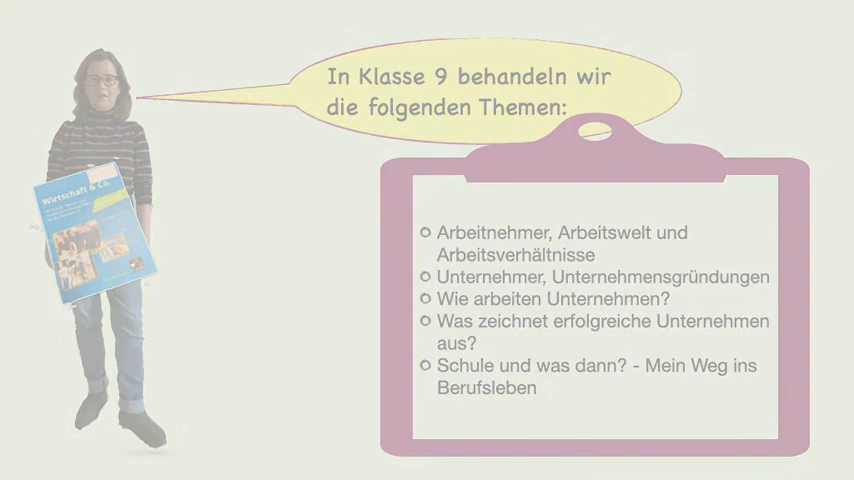 In Klasse 9 behandeln wir
die folgenden Themen:
Wirtschaft & Co.
Arbeitnehmer, Arbeitswelt und
Arbeitsverhältnisse
Unternehmer, Unternehmensgründungen
Wie arbeiten Unternehmen?
Was zeichnet erfolgreiche Unternehmen
aus?
Schule und was dann? - Mein Weg ins
Berufsleben